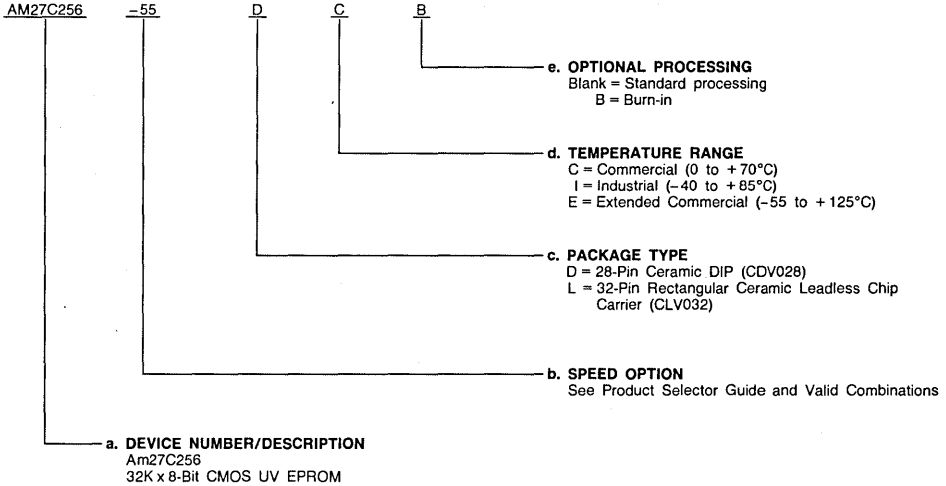 AM27C256 -55 D C B
e. OPTIONAL PROCESSING
Blank = Standard processing
B = Burn-in
d. TEMPERATURE RANGE
C = Commercial (0 to +70°C)
I = Industrial (-40 to +85°C)
E = Extended Commercial (-55 to +125°C)
c. PACKAGE TYPE
D = 28-Pin Ceramic DIP (CDV028)
L = 32-Pin Rectangular Ceramic Leadless Chip
Carrier (CLV032)
b. SPEED OPTION
See Product Selector Guide and Valid Combinations
a. DEVICE NUMBER/DESCRIPTION
Am27C256
32K x 8-Bit CMOS UV EPROM